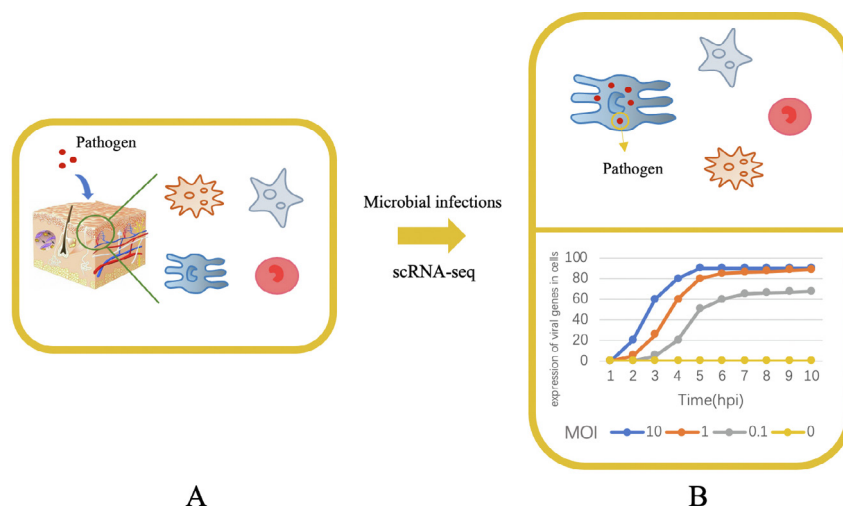 Pathogen
Microbial infections
scRNA-seq
Pathogen
expression of viral genes in cells
100
80
60
40
20
0
1 2 3 4 5 6 7 8 9 10
Time(hpi)
MOI 10 1 0.1 0
A
B